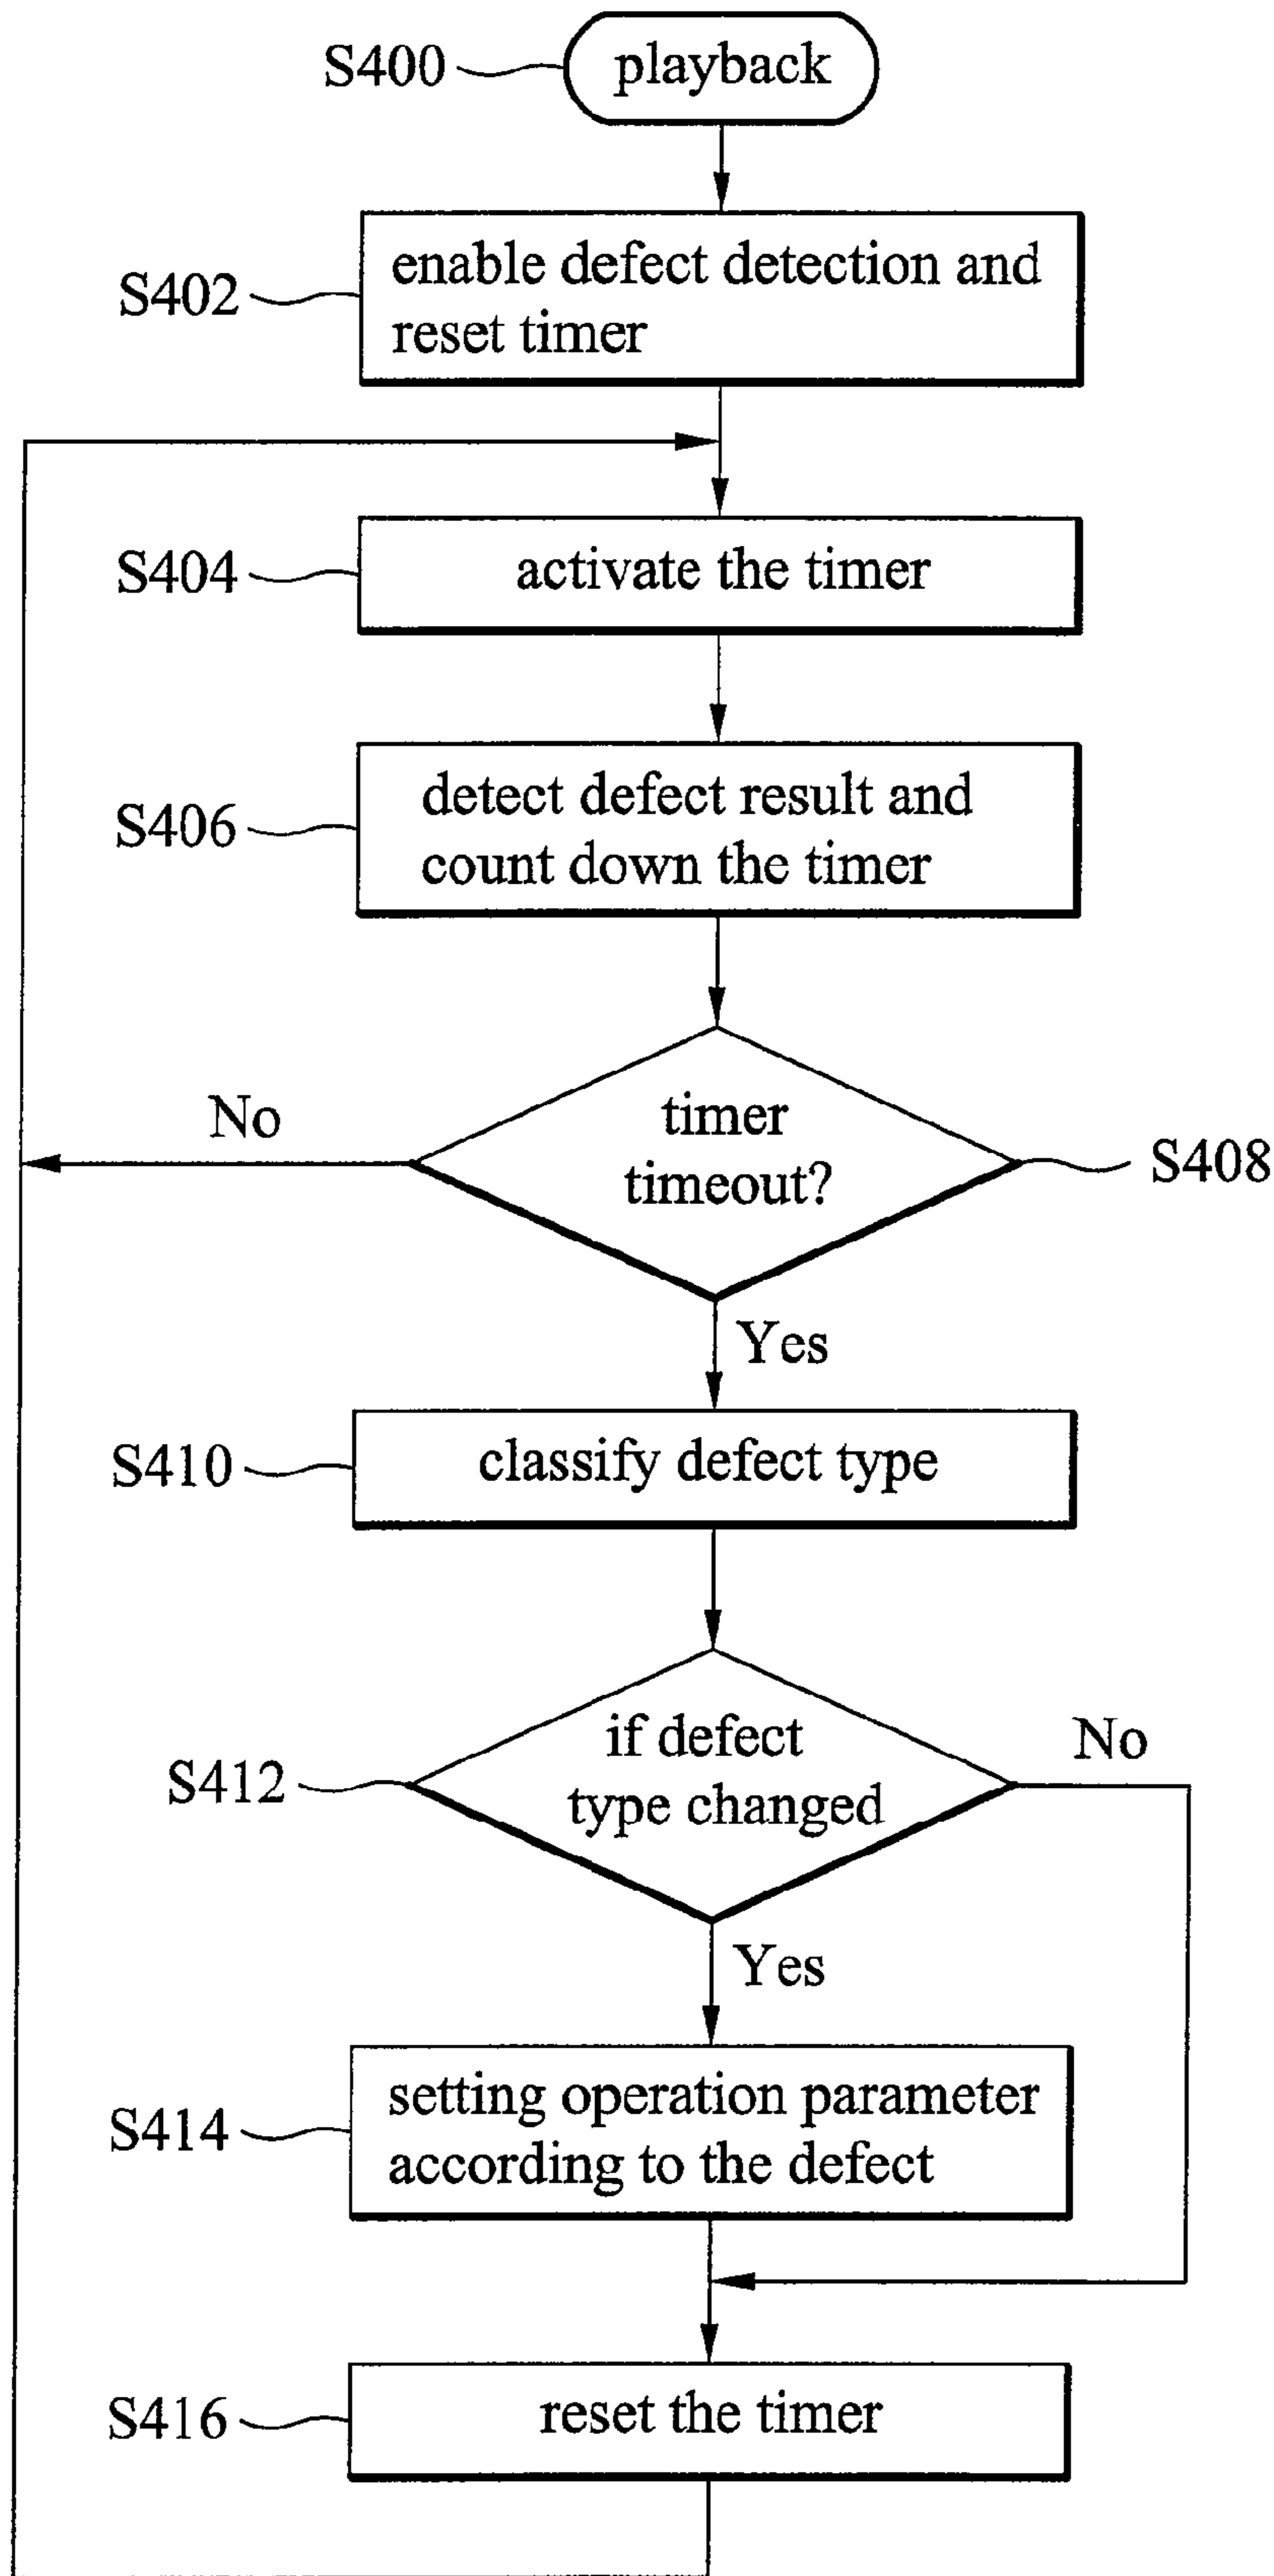 S400
playback
S402
enable defect detection and
reset timer
S404
activate the timer
S406
detect defect result and
count down the timer
No
timer
timeout?
S408
Yes
S410
classify defect type
S412
if defect
type changed
No
Yes
S414
setting operation parameter
according to the defect
S416
reset the timer